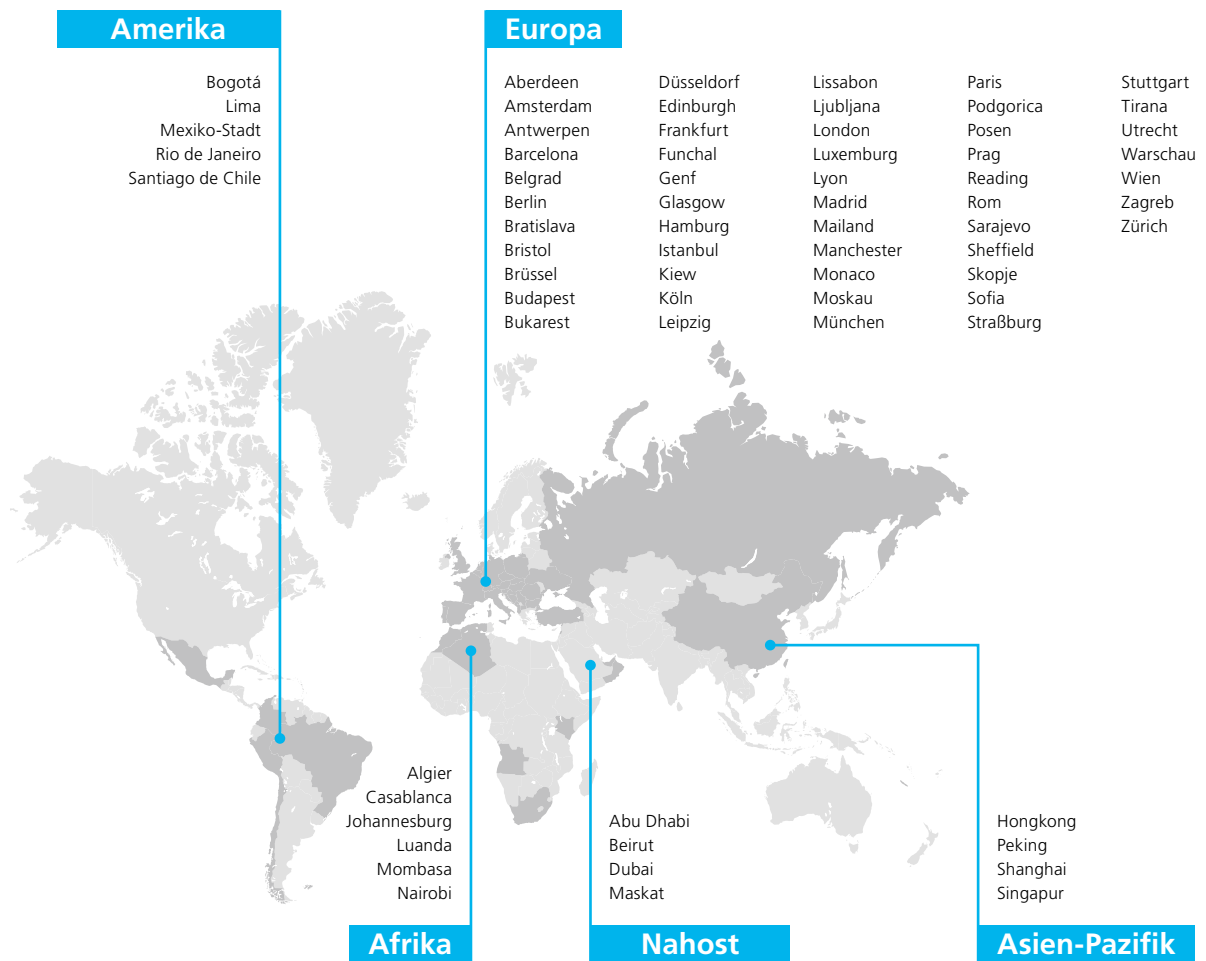 Amerika
Bogotá
Lima
Mexiko-Stadt
Rio de Janeiro
Santiago de Chile
Europa
Aberdeen
Amsterdam
Antwerpen
Barcelona
Belgrad
Berlin
Bratislava
Bristol
Brüssel
Budapest
Bukarest
Düsseldorf
Edinburgh
Frankfurt
Funchal
Genf
Glasgow
Hamburg
Istanbul
Kiew
Köln
Leipzig
Lissabon
Ljubljana
London
Luxemburg
Lyon
Madrid
Mailand
Manchester
Monaco
Moskau
München
Paris
Podgorica
Posen
Prag
Reading
Rom
Sarajevo
Sheffield
Skopje
Sofia
Straßburg
Stuttgart
Tirana
Utrecht
Warschau
Wien
Zagreb
Zürich
Algier
Casablanca
Johannesburg
Luanda
Mombasa
Nairobi
Afrika
Abu Dhabi
Beirut
Dubai
Maskat
Nahost
Hongkong
Peking
Shanghai
Singapur
Asien-Pazifik